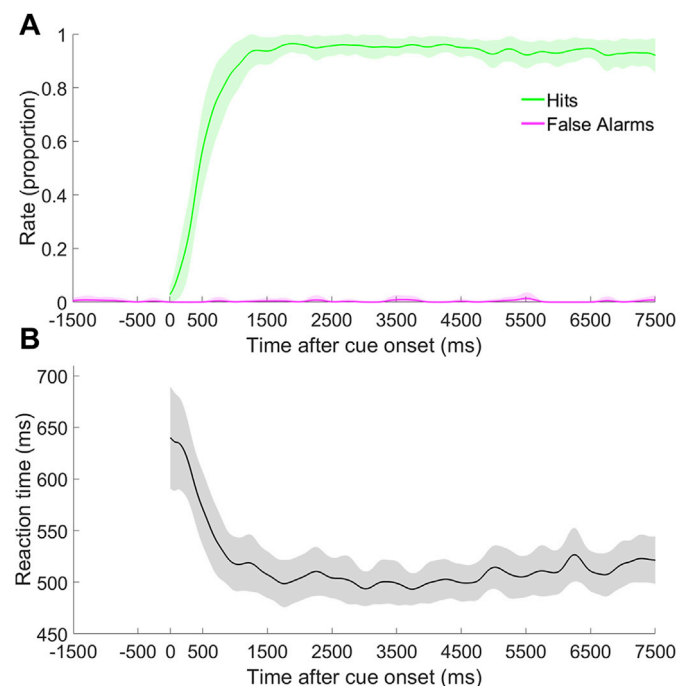 A
Rate (proportion)
1
0.8
0.6
0.4
0.2
0
Hits
False Alarms
-1500 -500 0 500 1500 2500 3500 4500 5500 6500 7500
Time after cue onset (ms)
B
Reaction time (ms)
700
650
600
550
500
450
-1500 -500 0 500 1500 2500 3500 4500 5500 6500 7500
Time after cue onset (ms)